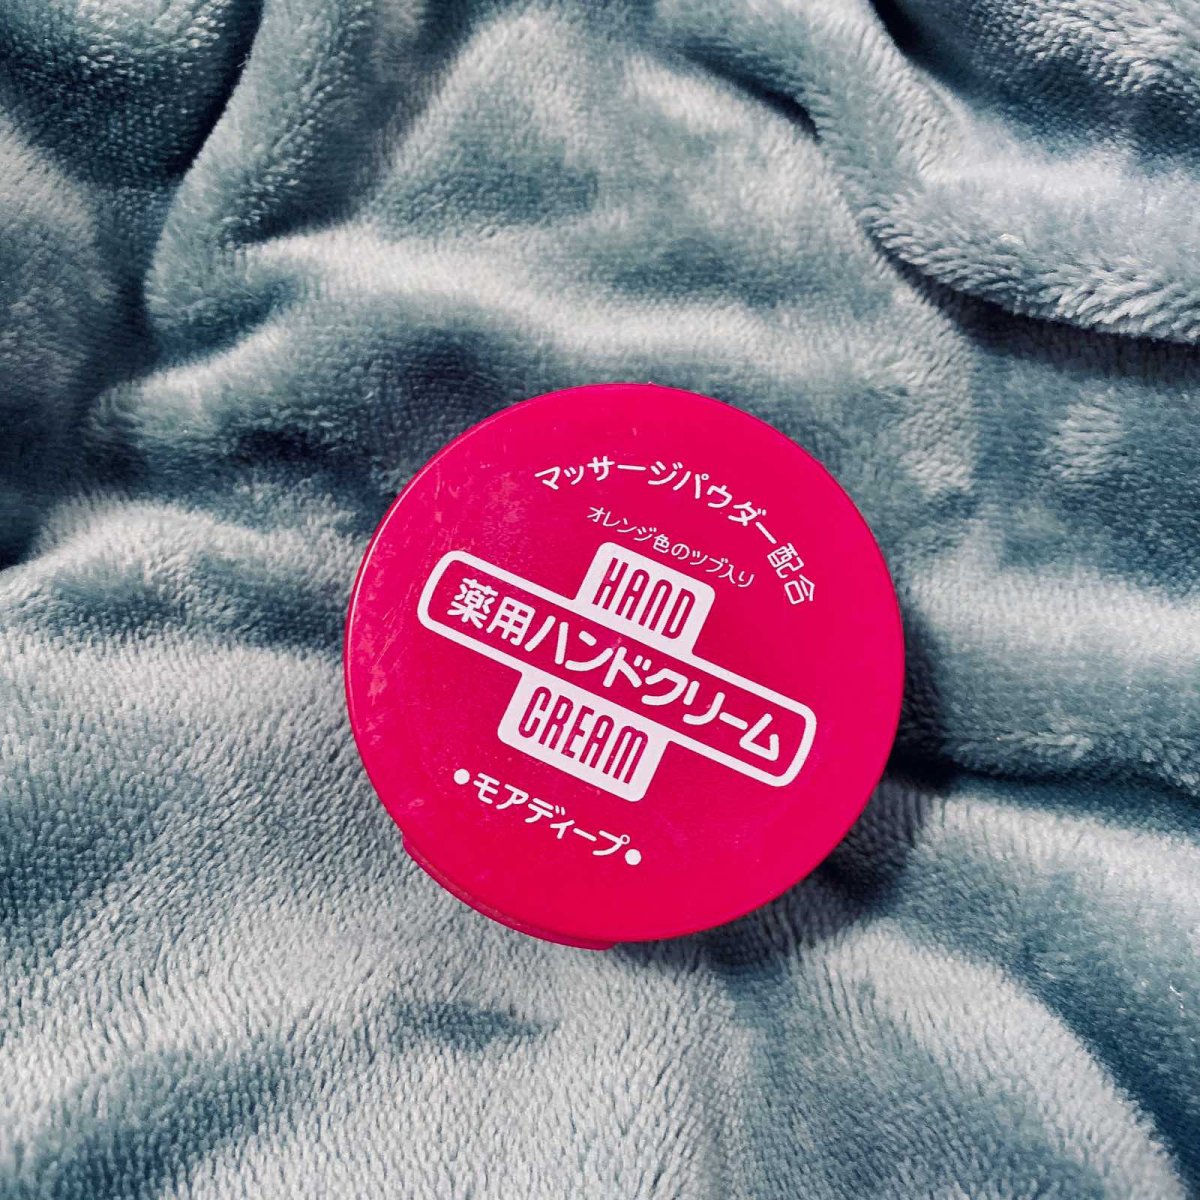 マッサージパウダー配合
オレンジ色のツブ入り
HAND
薬用ハンドクリーム
CREAM
•モアディープ•